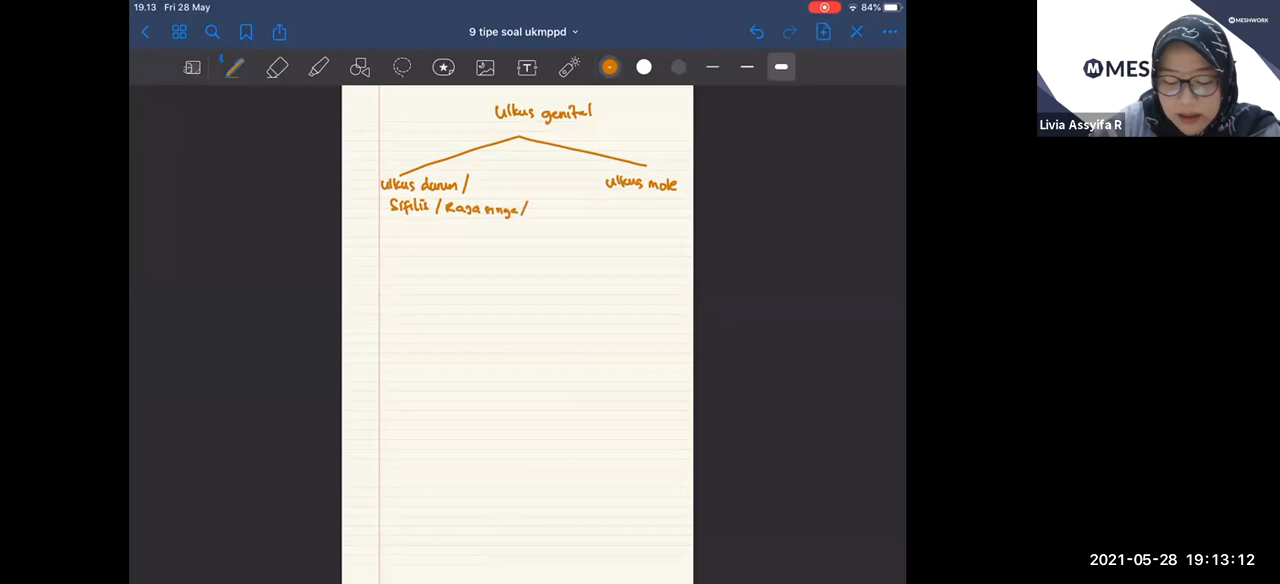 19.13 Fri 28 May
84%
9 tipe soal ukmppd
MESHWORK
MES
Livia Assyifa R
Ulkus genital
Ulkus durum /
Sifilis / Raja singa /
Ulkus mole
2021-05-28 19:13:12